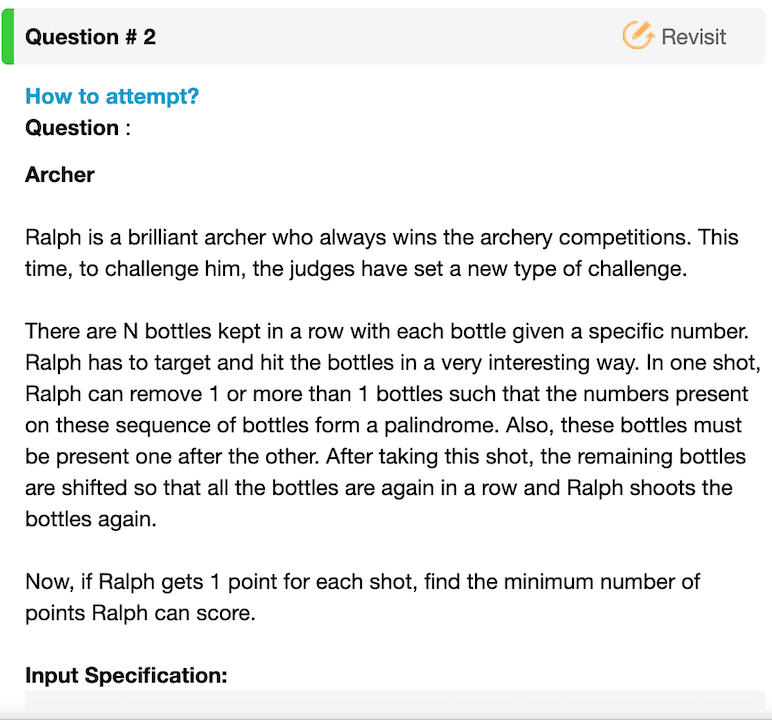 Question # 2
Revisit
How to attempt?
Question :
Archer
Ralph is a brilliant archer who always wins the archery competitions. This
time, to challenge him, the judges have set a new type of challenge.
There are N bottles kept in a row with each bottle given a specific number.
Ralph has to target and hit the bottles in a very interesting way. In one shot,
Ralph can remove 1 or more than 1 bottles such that the numbers present
on these sequence of bottles form a palindrome. Also, these bottles must
be present one after the other. After taking this shot, the remaining bottles
are shifted so that all the bottles are again in a row and Ralph shoots the
bottles again.
Now, if Ralph gets 1 point for each shot, find the minimum number of
points Ralph can score.
Input Specification: